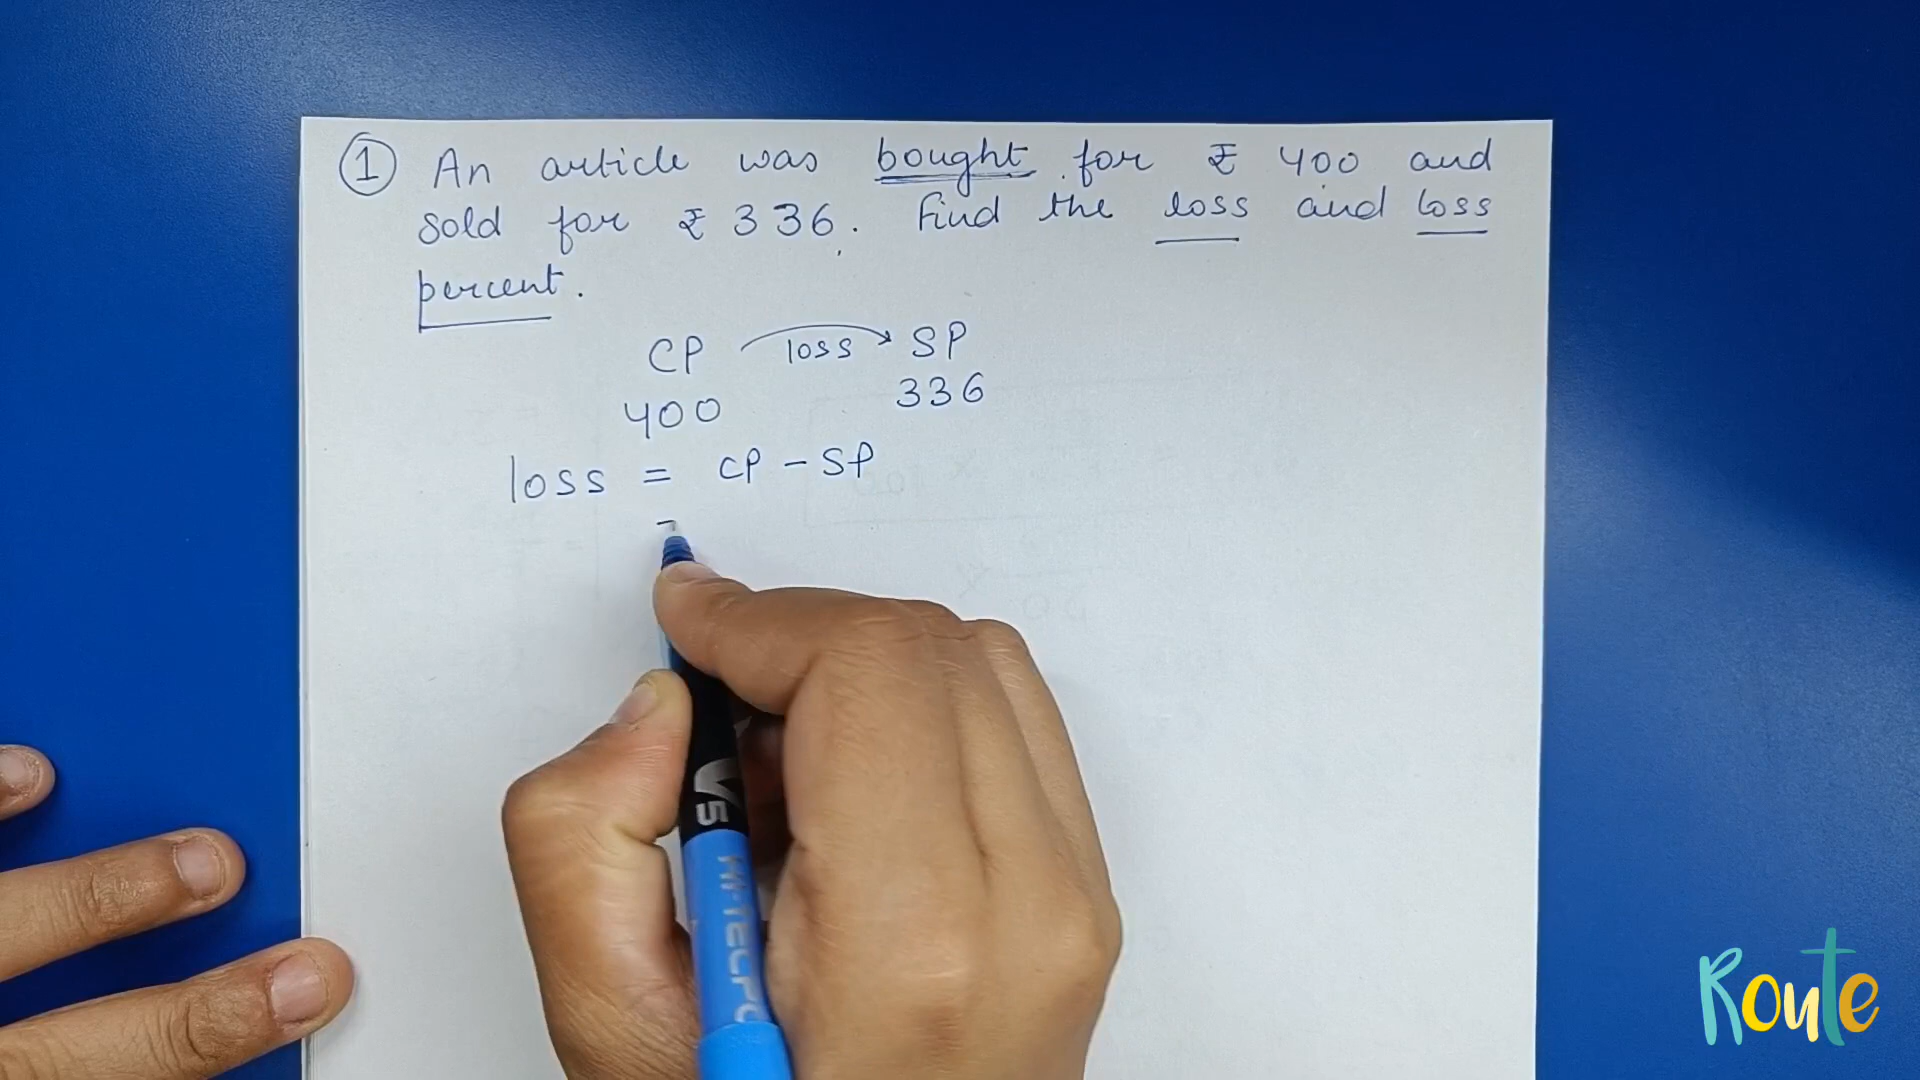 1 An article was bought for ₹ 400 and
sold for ₹ 336. Find the loss and loss
percent.
CP loss SP
400 336
loss = CP - SP
V5
HI-TECPO
Route